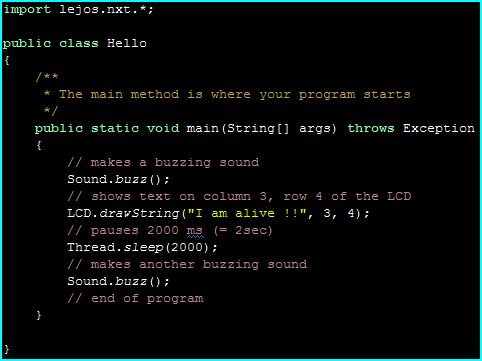 import lejos.nxt.*;
public class Hello
{
/**
* The main method is where your program starts
*/
public static void main(String[] args) throws Exception
{
// makes a buzzing sound
Sound.buzz();
// shows text on column 3, row 4 of the LCD
LCD.drawString("I am alive !!", 3, 4);
// pauses 2000 ms (= 2sec)
Thread.sleep(2000);
// makes another buzzing sound
Sound.buzz();
// end of program
}
}